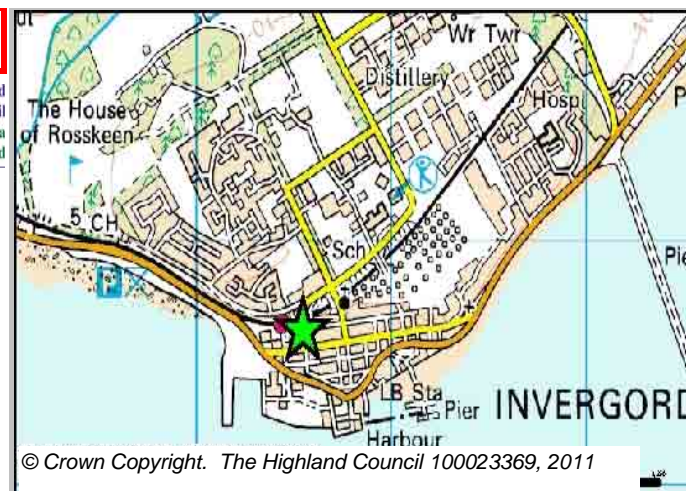 Wr Twr
Distillery
Hospl
The House
of Rosskeen
5
CH
Sch
P
Pie
LB Sta
Pier
INVERGORD
Harbour
© Crown Copyright. The Highland Council 100023369, 2011